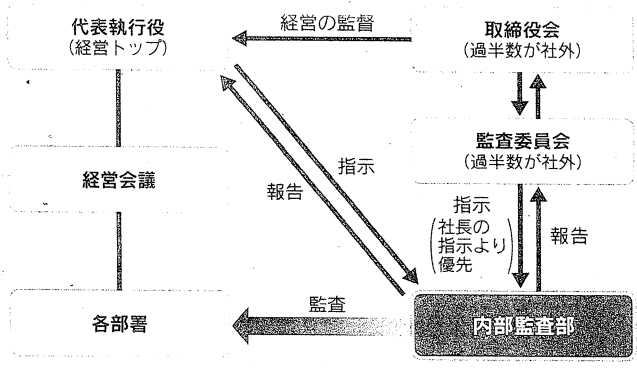 代表執行役
(経営トップ)
経営の監督
取締役会
(過半数が社外)
監査委員会
(過半数が社外)
経営会議
指示
報告
指示
(社長の
指示より
優先)
報告
各部署
監査
内部監査部